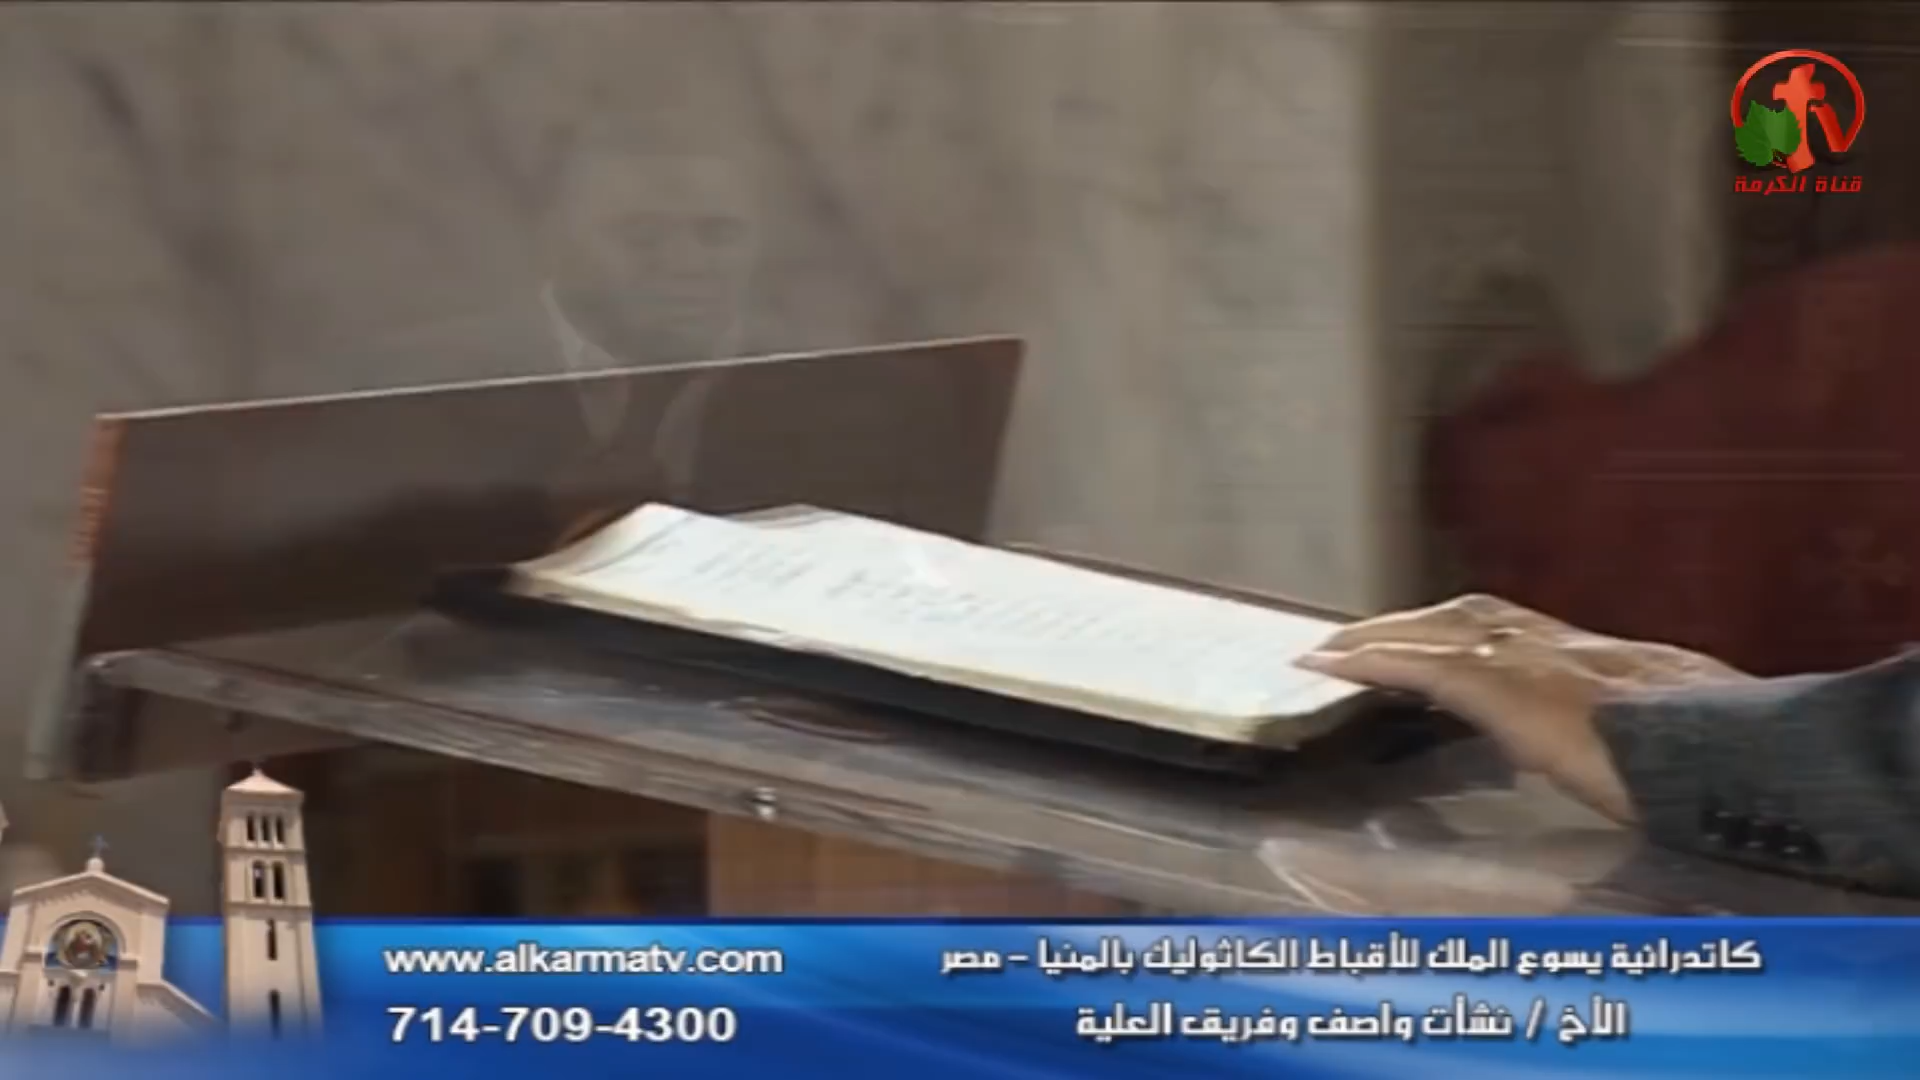 قناة الكرمة
كاتدرائية يسوع الملك للأقباط الكاثوليك بالمنيا - مصر
www.alkarmatv.com
الأخ / نشأت واصف وفريق العلية
714-709-4300